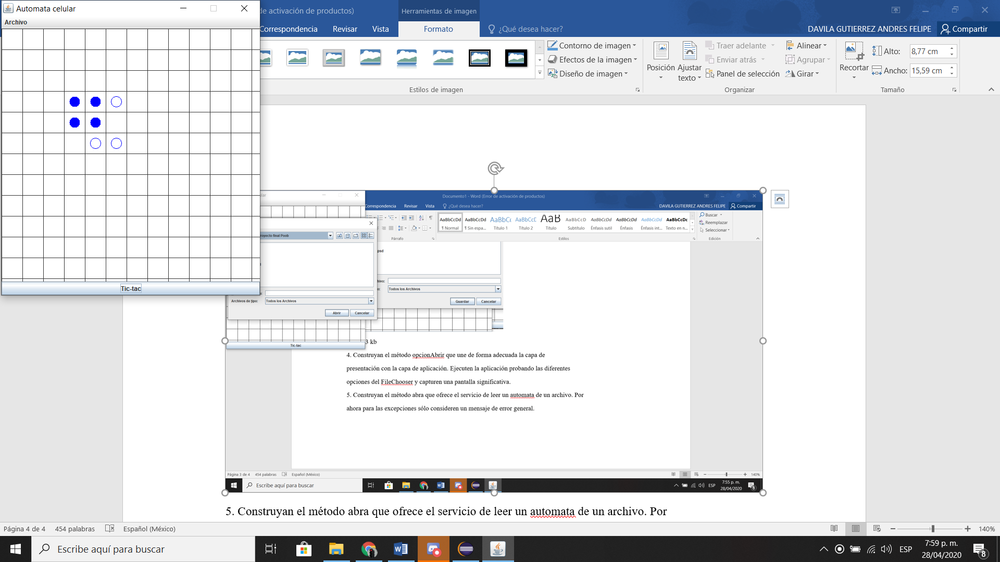 Automata celular
de activación de productos)
Herramientas de imagen
Archivo
Correspondencia
Revisar
Vista
Formato
¿Qué desea hacer?
DAVILA GUTIERREZ ANDRES FELIPE
Compartir
Contorno de imagen
Efectos de la imagen
Diseño de imagen
Posición
Ajustar
texto
Traer adelante
Enviar atrás
Panel de selección
Alinear
Agrupar
Girar
Recortar
Alto:
8,77 cm
Ancho:
15,59 cm
Estilos de imagen
Organizar
Tamaño
Tic-tac
Documento1 - Word (Error de activación de productos)
Correspondencia
Revisar
Vista
¿Qué desea hacer?
DAVILA GUTIERREZ ANDRES FELIPE
Compartir
AaBbCcDd
AaBbCcDd
AaBbC
AaBbCcC
AaB
AaBbCcD
AaBbCcDd
AaBbCcDd
AaBbCcDd
AaBbCcDc
¶ Normal
¶ Sin espa...
Título 1
Título 2
Título
Subtítulo
Énfasis sutil
Énfasis
Énfasis int...
Texto en n...
Buscar
Reemplazar
Seleccionar
Párrafo
Estilos
Edición
royecto final Poob
psd
Todos los Archivos
Guardar
Cancelar
Archivos de tipo:
Todos los Archivos
Abrir
Cancelar
Tic-tac
3 kb
4. Construyan el método opcionAbrir que une de forma adecuada la capa de
presentación con la capa de aplicación. Ejecuten la aplicación probando las diferentes
opciones del FileChooser y capturen una pantalla significativa.
5. Construyan el método abra que ofrece el servicio de leer un automata de un archivo. Por
ahora para las excepciones sólo consideren un mensaje de error general.
Página 3 de 4
454 palabras
Español (México)
140%
Escribe aquí para buscar
ESP
7:55 p. m.
28/04/2020
8
5. Construyan el método abra que ofrece el servicio de leer un automata de un archivo. Por
Página 4 de 4
454 palabras
Español (México)
140%
Escribe aquí para buscar
ESP
7:59 p. m.
28/04/2020
8